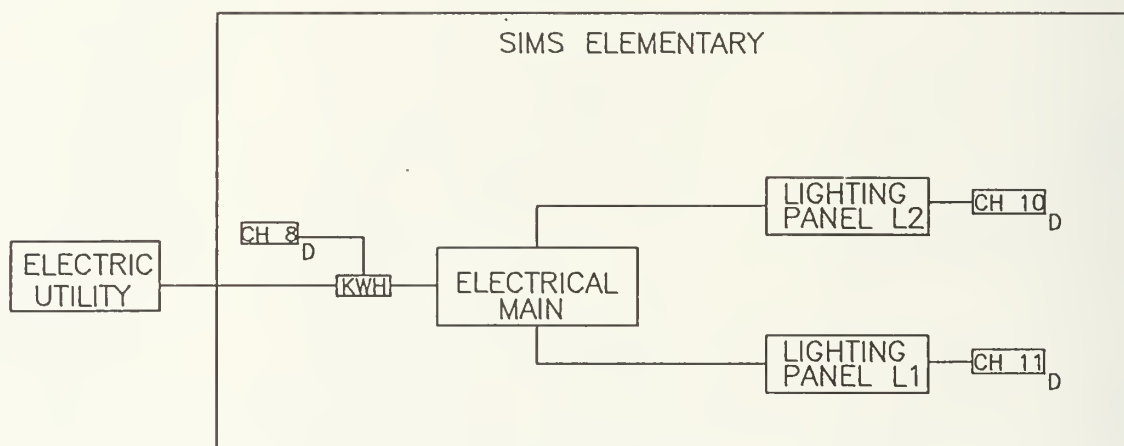 SIMS ELEMENTARY
LIGHTING
PANEL L2
CH 10
D
CH 8
D
ELECTRIC
UTILITY
KWH
ELECTRICAL
MAIN
LIGHTING
PANEL L1
CH 11
D